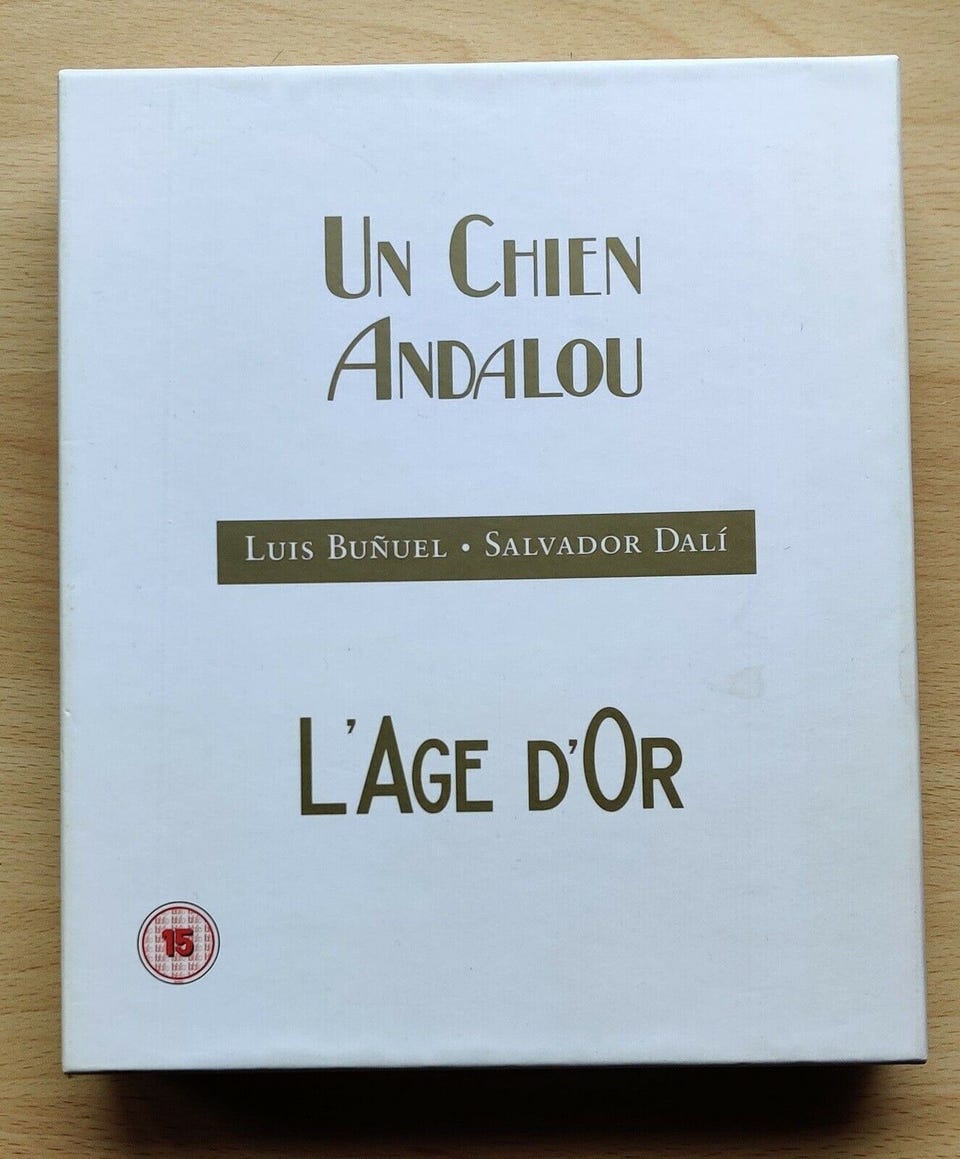 UN CHIEN
ANDALOU
LUIS BUÑUEL • SALVADOR DALÍ
L'AGE D'OR
15